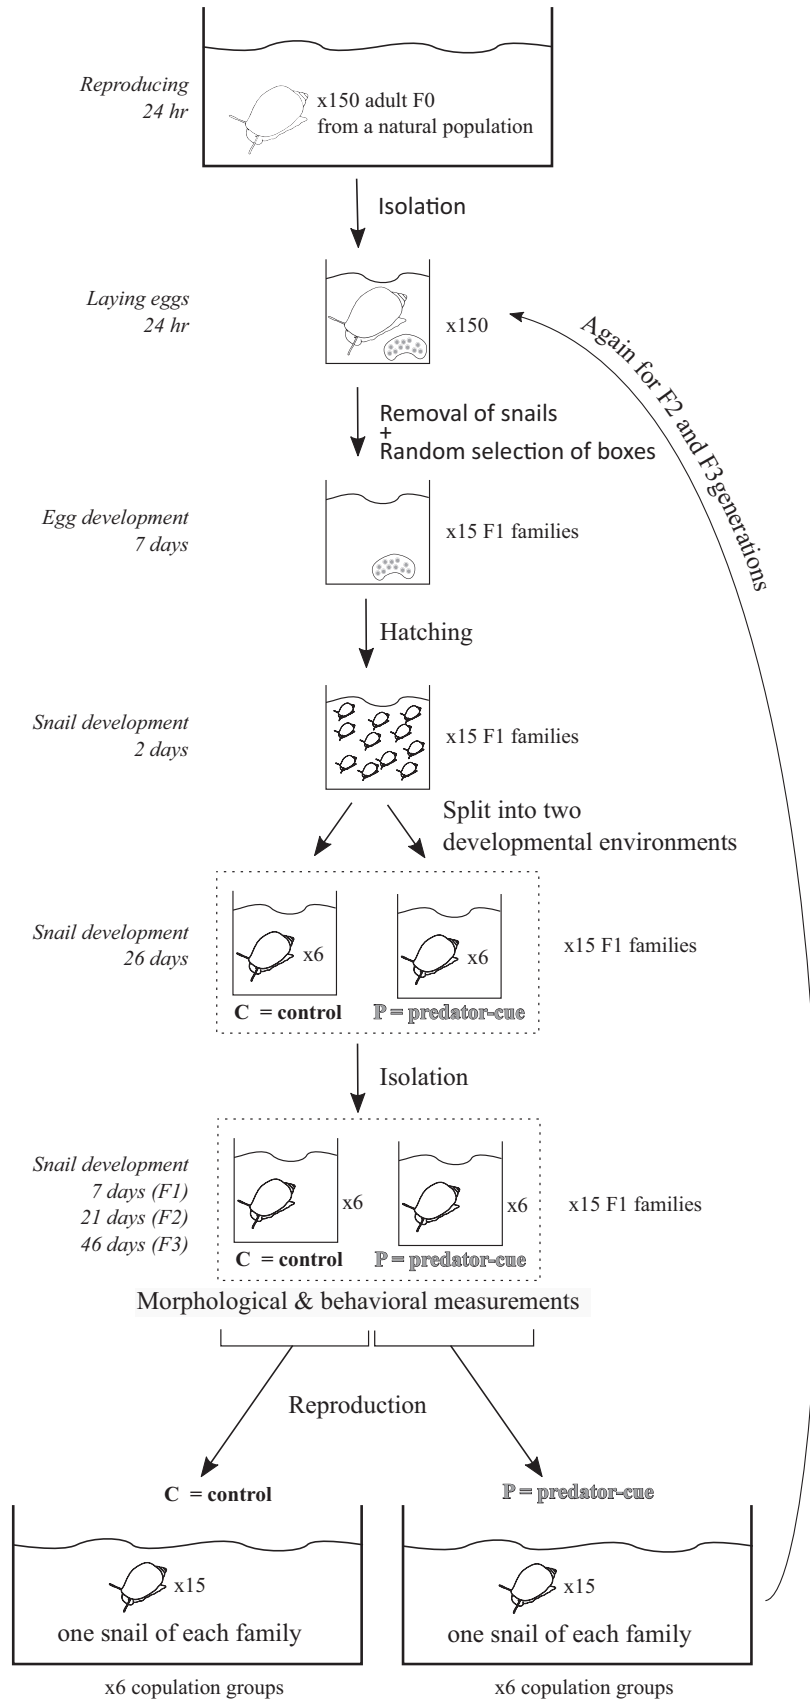 Reproducing
24 hr
x150 adult F0
from a natural population
Isolation
Laying eggs
24 hr
x150
Again for F2 and F3 generations
Removal of snails
+
Random selection of boxes
Egg development
7 days
x15 F1 families
Hatching
Snail development
2 days
x15 F1 families
Split into two
developmental environments
Snail development
26 days
x6
x6
x15 F1 families
C = control
P = predator-cue
Isolation
Snail development
7 days (F1)
21 days (F2)
46 days (F3)
x6
x6
x15 F1 families
C = control
P = predator-cue
Morphological & behavioral measurements
Reproduction
C = control
P = predator-cue
x15
one snail of each family
x15
one snail of each family
x6 copulation groups
x6 copulation groups